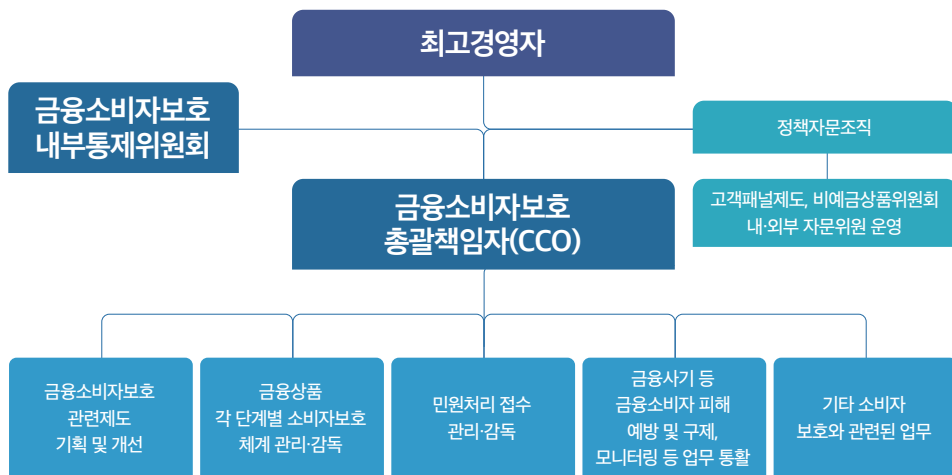 최고경영자
금융소비자보호
내부통제위원회
정책자문조직
고객패널제도, 비예금상품위원회
내·외부 자문위원 운영
금융소비자보호
총괄책임자(CCO)
금융소비자보호
관련제도
기획 및 개선
금융상품
각 단계별 소비자보호
체계 관리·감독
민원처리 접수
관리·감독
금융사기 등
금융소비자 피해
예방 및 구제,
모니터링 등 업무 통활
기타 소비자
보호와 관련된 업무